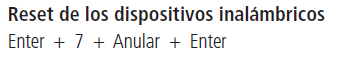 Reset de los dispositivos inalámbricos
Enter + 7 + Anular + Enter